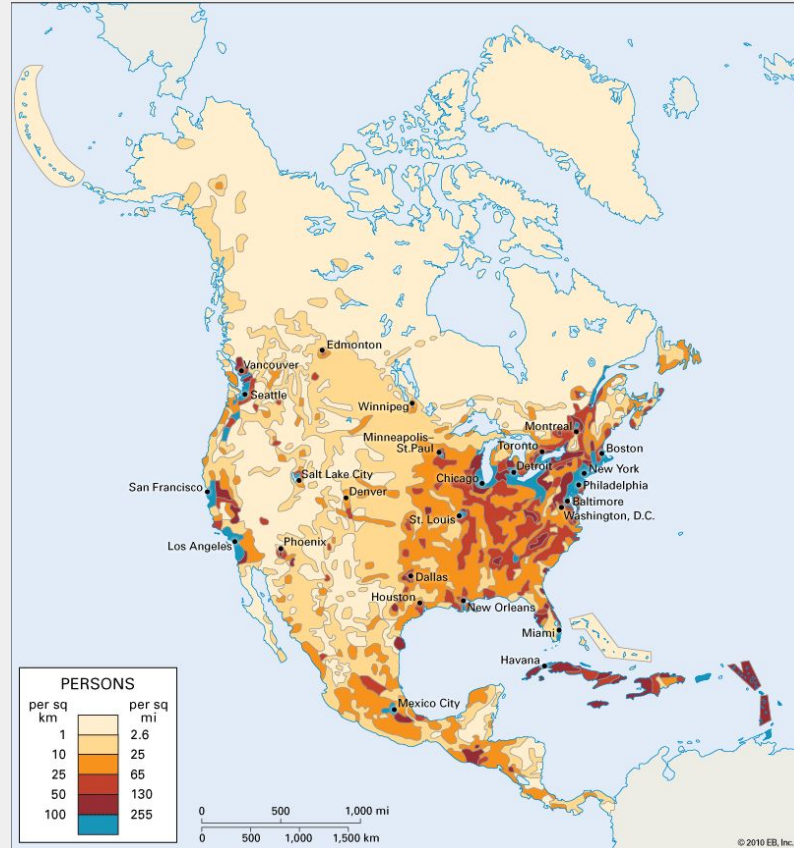 Edmonton
Vancouver
Seattle
Winpeg
Minneapolis–
St.Paul
Montreal
Toronto
Boston
Detroit
New York
Chicago
Philadelphia
Salt Lake City
San Francisco
Denver
Baltimore
Washington, D.C.
St. Louis
Los Angeles
Phoenix
Dallas
Houston
New Orleans
Miami
Havana
Mexico City
PERSONS
per sq
km
per sq
mi
1 2.6
10 25
25 65
50 130
100 255
0 500 1,000 mi
0 500 1,000 1,500 km
© 2010 EB, Inc.